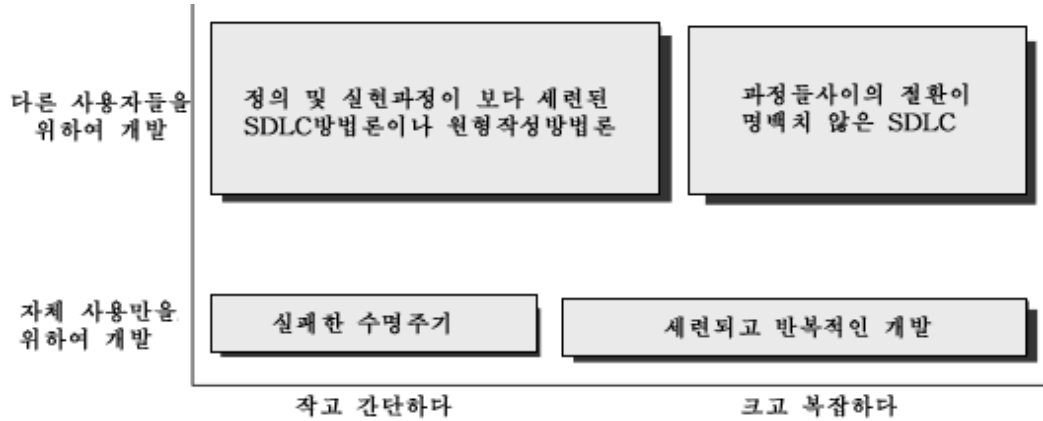 다른 사용자들을
위하여 개발
정의 및 실현과정이 보다 세련된
SDLC방법론이나 원형작성방법론
과정들사이의 절환이
명백치 않은 SDLC
자체 사용만을
위하여 개발
실패한 수명주기
세련되고 반복적인 개발
작고 간단하다
크고 복잡하다